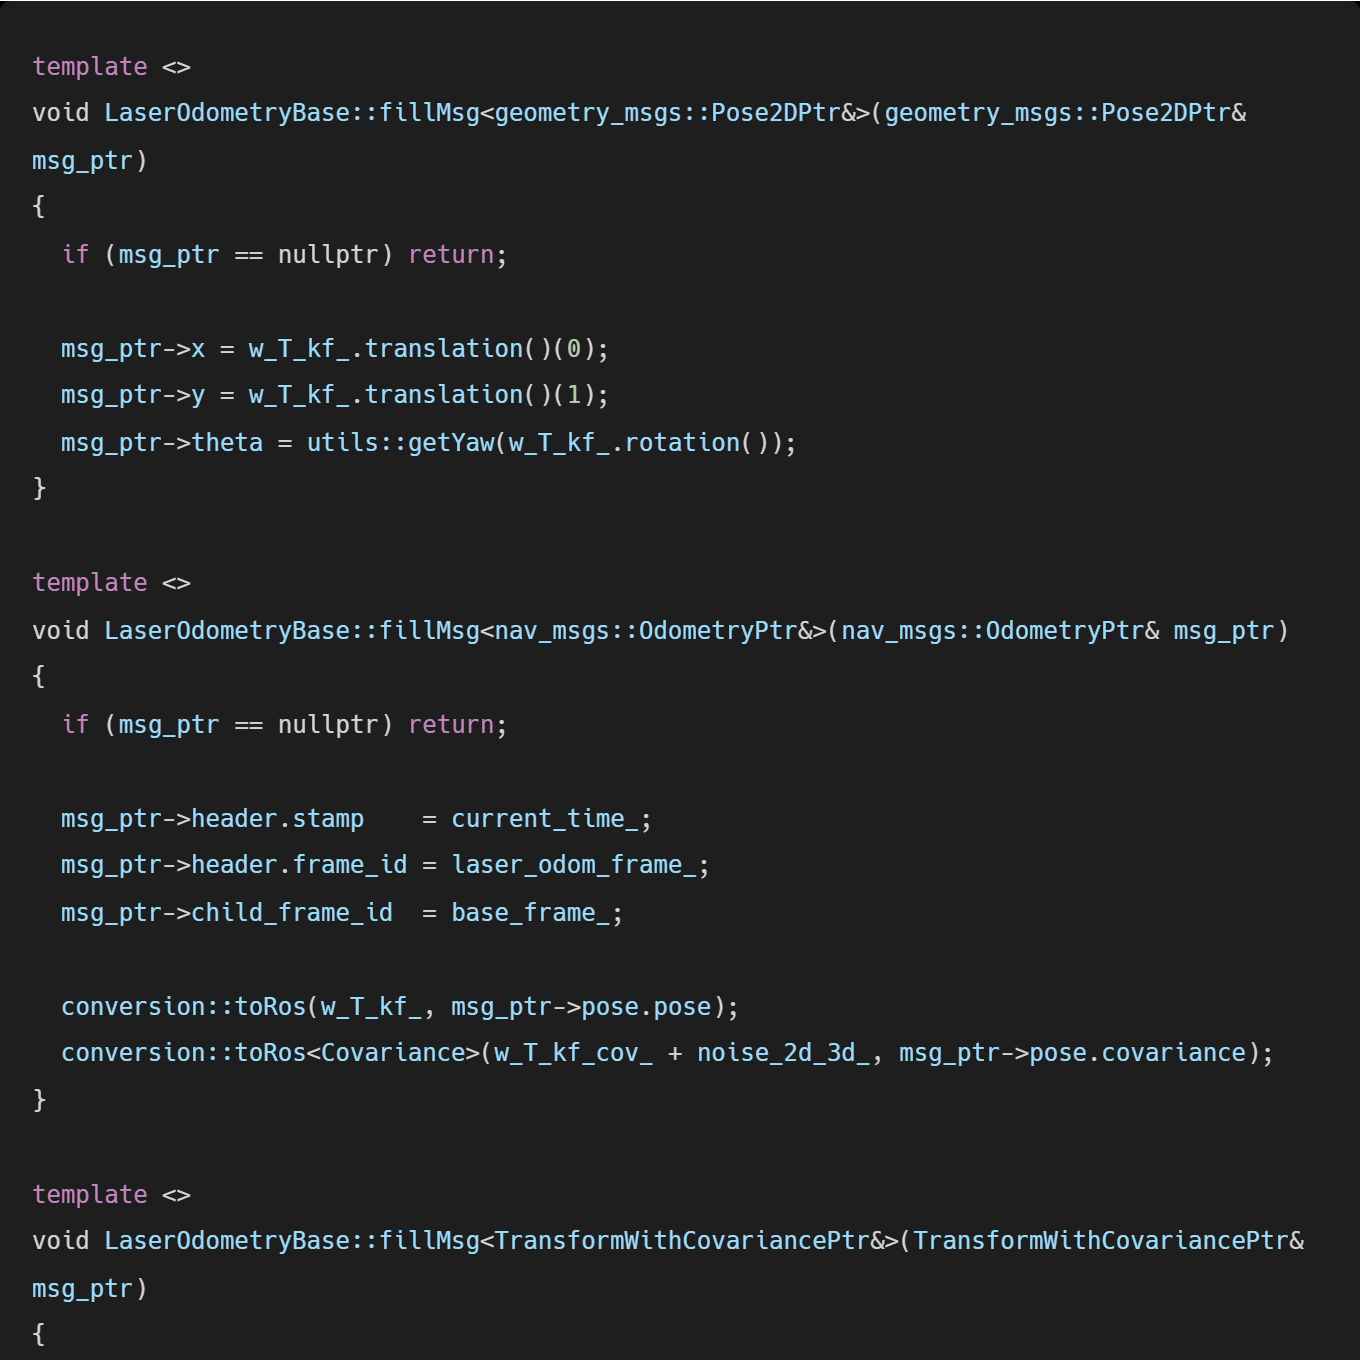 template <>
void LaserOdometryBase::fillMsg<geometry_msgs::Pose2DPtr&>(geometry_msgs::Pose2DPtr&
msg_ptr)
{
  if (msg_ptr == nullptr) return;

  msg_ptr->x = w_T_kf_.translation()(0);
  msg_ptr->y = w_T_kf_.translation()(1);
  msg_ptr->theta = utils::getYaw(w_T_kf_.rotation());
}

template <>
void LaserOdometryBase::fillMsg<nav_msgs::OdometryPtr&>(nav_msgs::OdometryPtr& msg_ptr)
{
  if (msg_ptr == nullptr) return;

  msg_ptr->header.stamp    = current_time_;
  msg_ptr->header.frame_id = laser_odom_frame_;
  msg_ptr->child_frame_id  = base_frame_;

  conversion::toRos(w_T_kf_, msg_ptr->pose.pose);
  conversion::toRos<Covariance>(w_T_kf_cov_ + noise_2d_3d_, msg_ptr->pose.covariance);
}

template <>
void LaserOdometryBase::fillMsg<TransformWithCovariancePtr&>(TransformWithCovariancePtr&
msg_ptr)
{